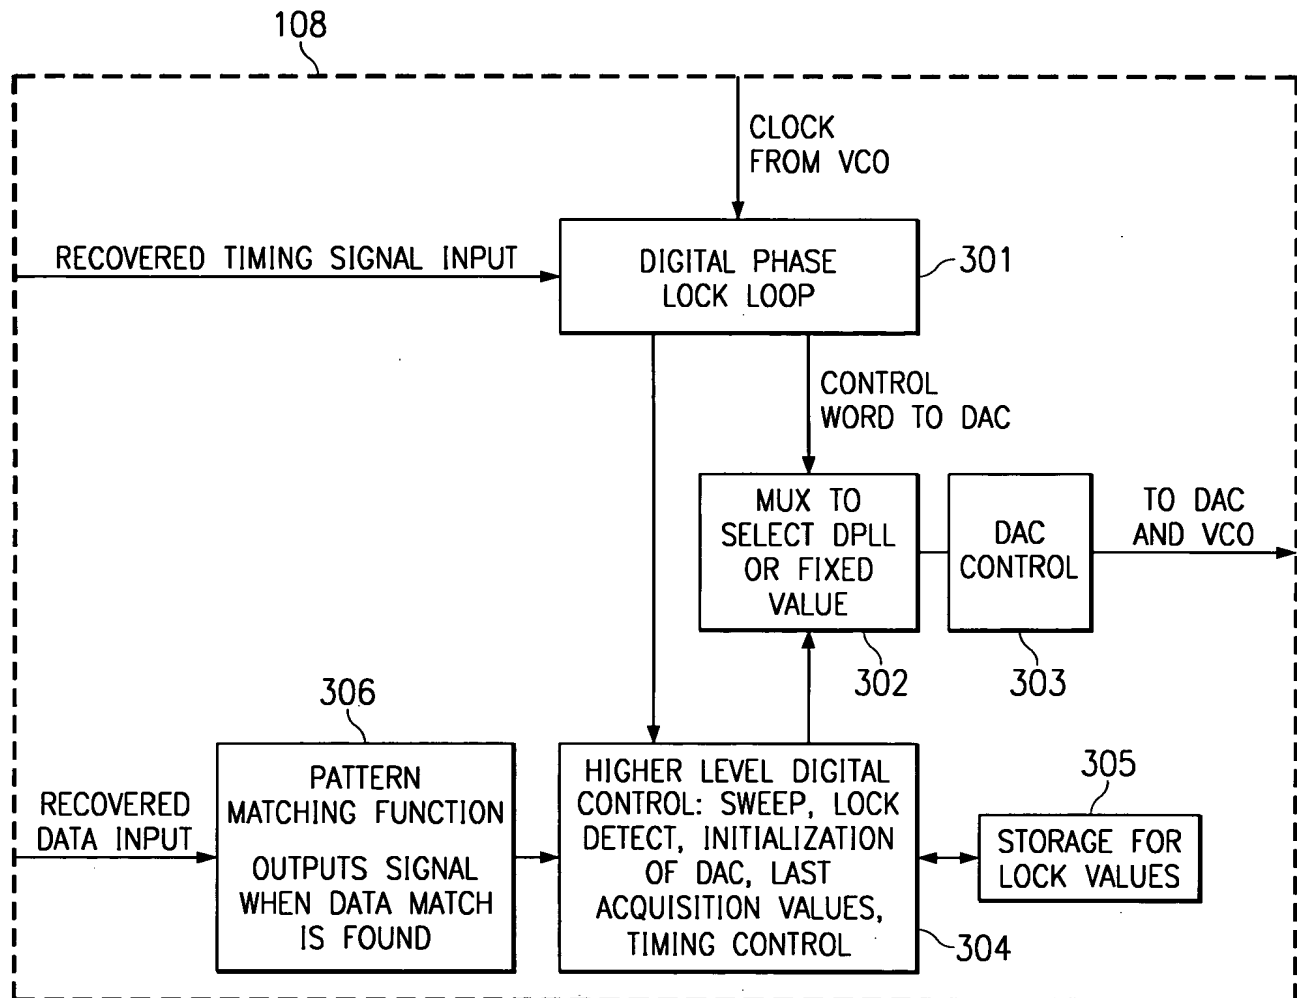 108
CLOCK
FROM VCO
RECOVERED TIMING SIGNAL INPUT
DIGITAL PHASE
LOCK LOOP
301
CONTROL
WORD TO DAC
MUX TO
SELECT DPLL
OR FIXED
VALUE
302
DAC
CONTROL
303
TO DAC
AND VCO
306
RECOVERED
DATA INPUT
PATTERN
MATCHING FUNCTION
OUTPUTS SIGNAL
WHEN DATA MATCH
IS FOUND
HIGHER LEVEL DIGITAL
CONTROL: SWEEP, LOCK
DETECT, INITIALIZATION
OF DAC, LAST
ACQUISITION VALUES,
TIMING CONTROL
304
305
STORAGE FOR
LOCK VALUES